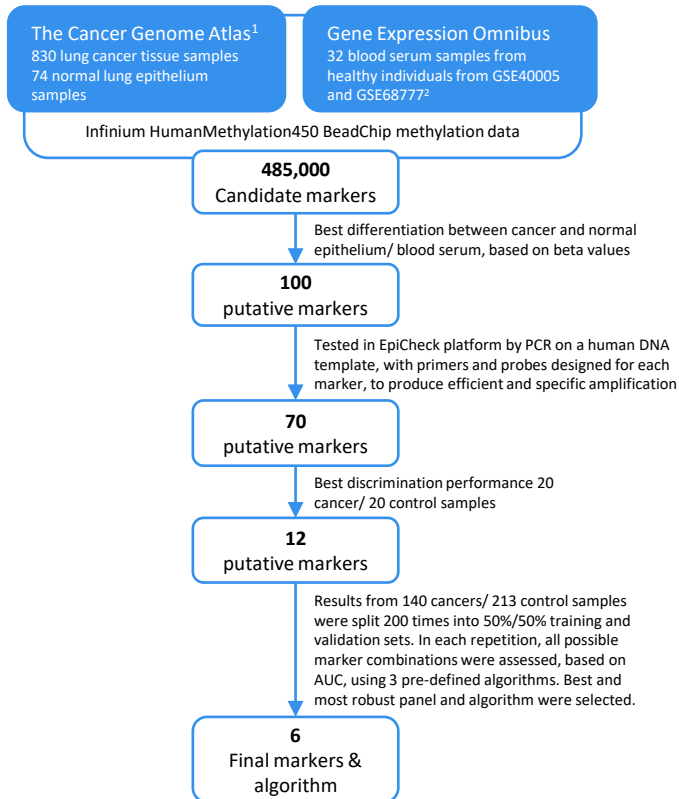 The Cancer Genome Atlas1
830 lung cancer tissue samples
74 normal lung epithelium
samples
Gene Expression Omnibus
32 blood serum samples from
healthy individuals from GSE40005
and GSE687772
Infinium HumanMethylation450 BeadChip methylation data
485,000
Candidate markers
Best differentiation between cancer and normal
epithelium/ blood serum, based on beta values
100
putative markers
Tested in EpiCheck platform by PCR on a human DNA
template, with primers and probes designed for each
marker, to produce efficient and specific amplification
70
putative markers
Best discrimination performance 20
cancer/ 20 control samples
12
putative markers
Results from 140 cancers/ 213 control samples
were split 200 times into 50%/50% training and
validation sets. In each repetition, all possible
marker combinations were assessed, based on
AUC, using 3 pre-defined algorithms. Best and
most robust panel and algorithm were selected.
6
Final markers &
algorithm